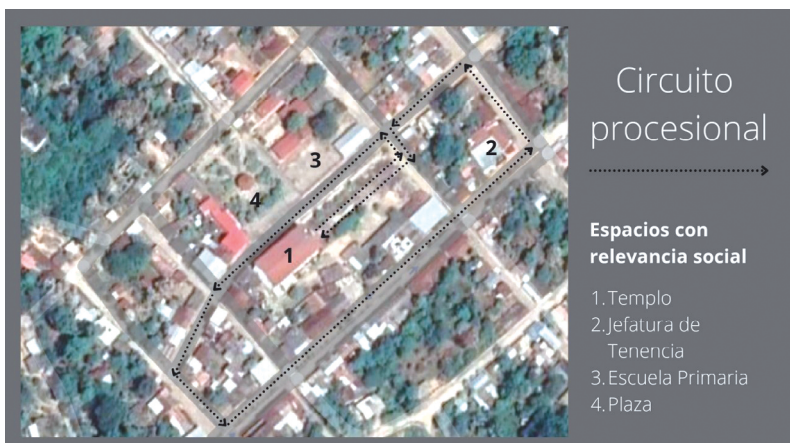 Circuito
procesional
Espacios con
relevancia social
1. Templo
2. Jefatura de
Tenencia
3. Escuela Primaria
4. Plaza
1
2
3
4